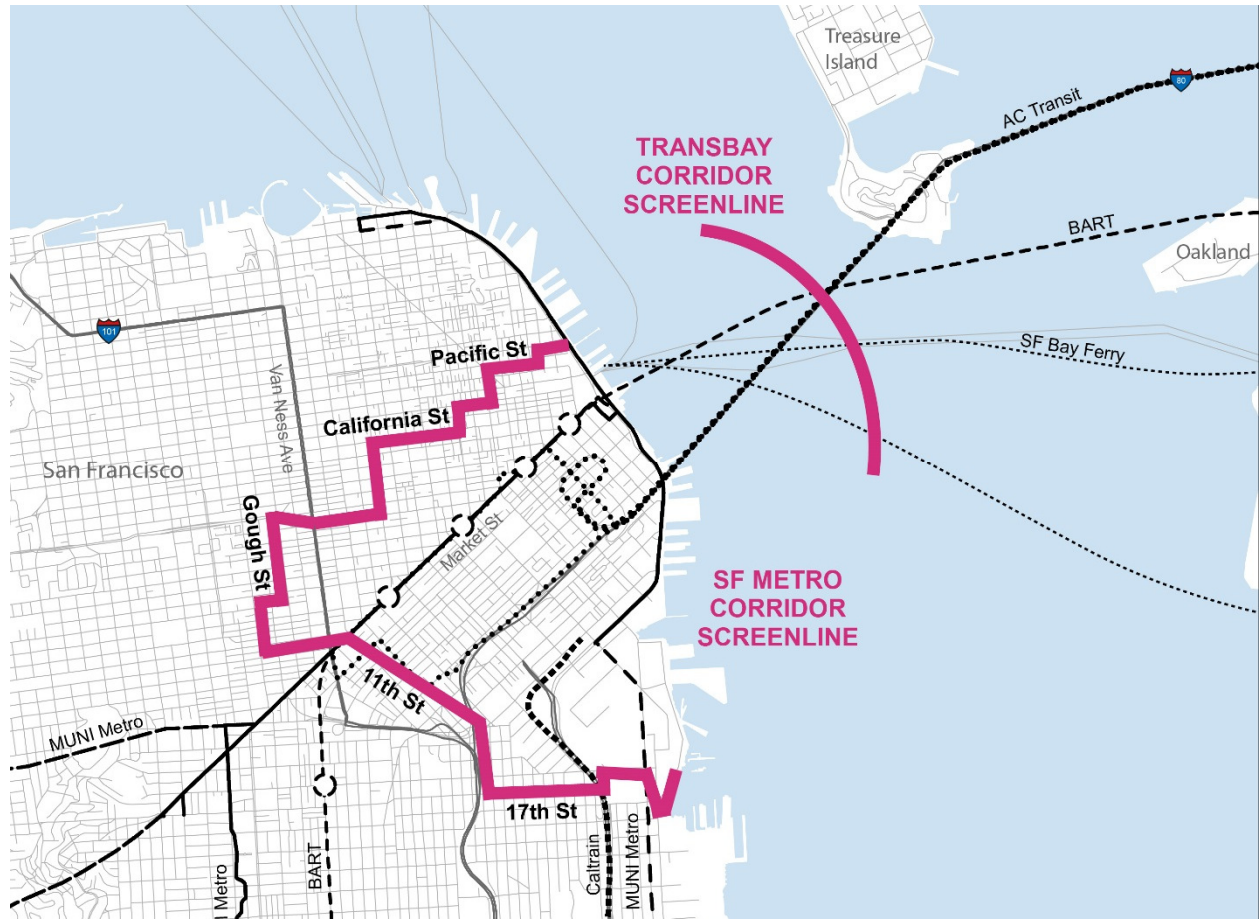 Treasure
Island
80
AC Transit
TRANSBAY
CORRIDOR
SCREENLINE
BART
Oakland
101
Pacific St
SF Bay Ferry
Van Ness Ave
California St
San Francisco
Gough St
Market St
SF METRO
CORRIDOR
SCREENLINE
11th St
MUNI Metro
17th St
BART
Caltrain
MUNI Metro
I Metro